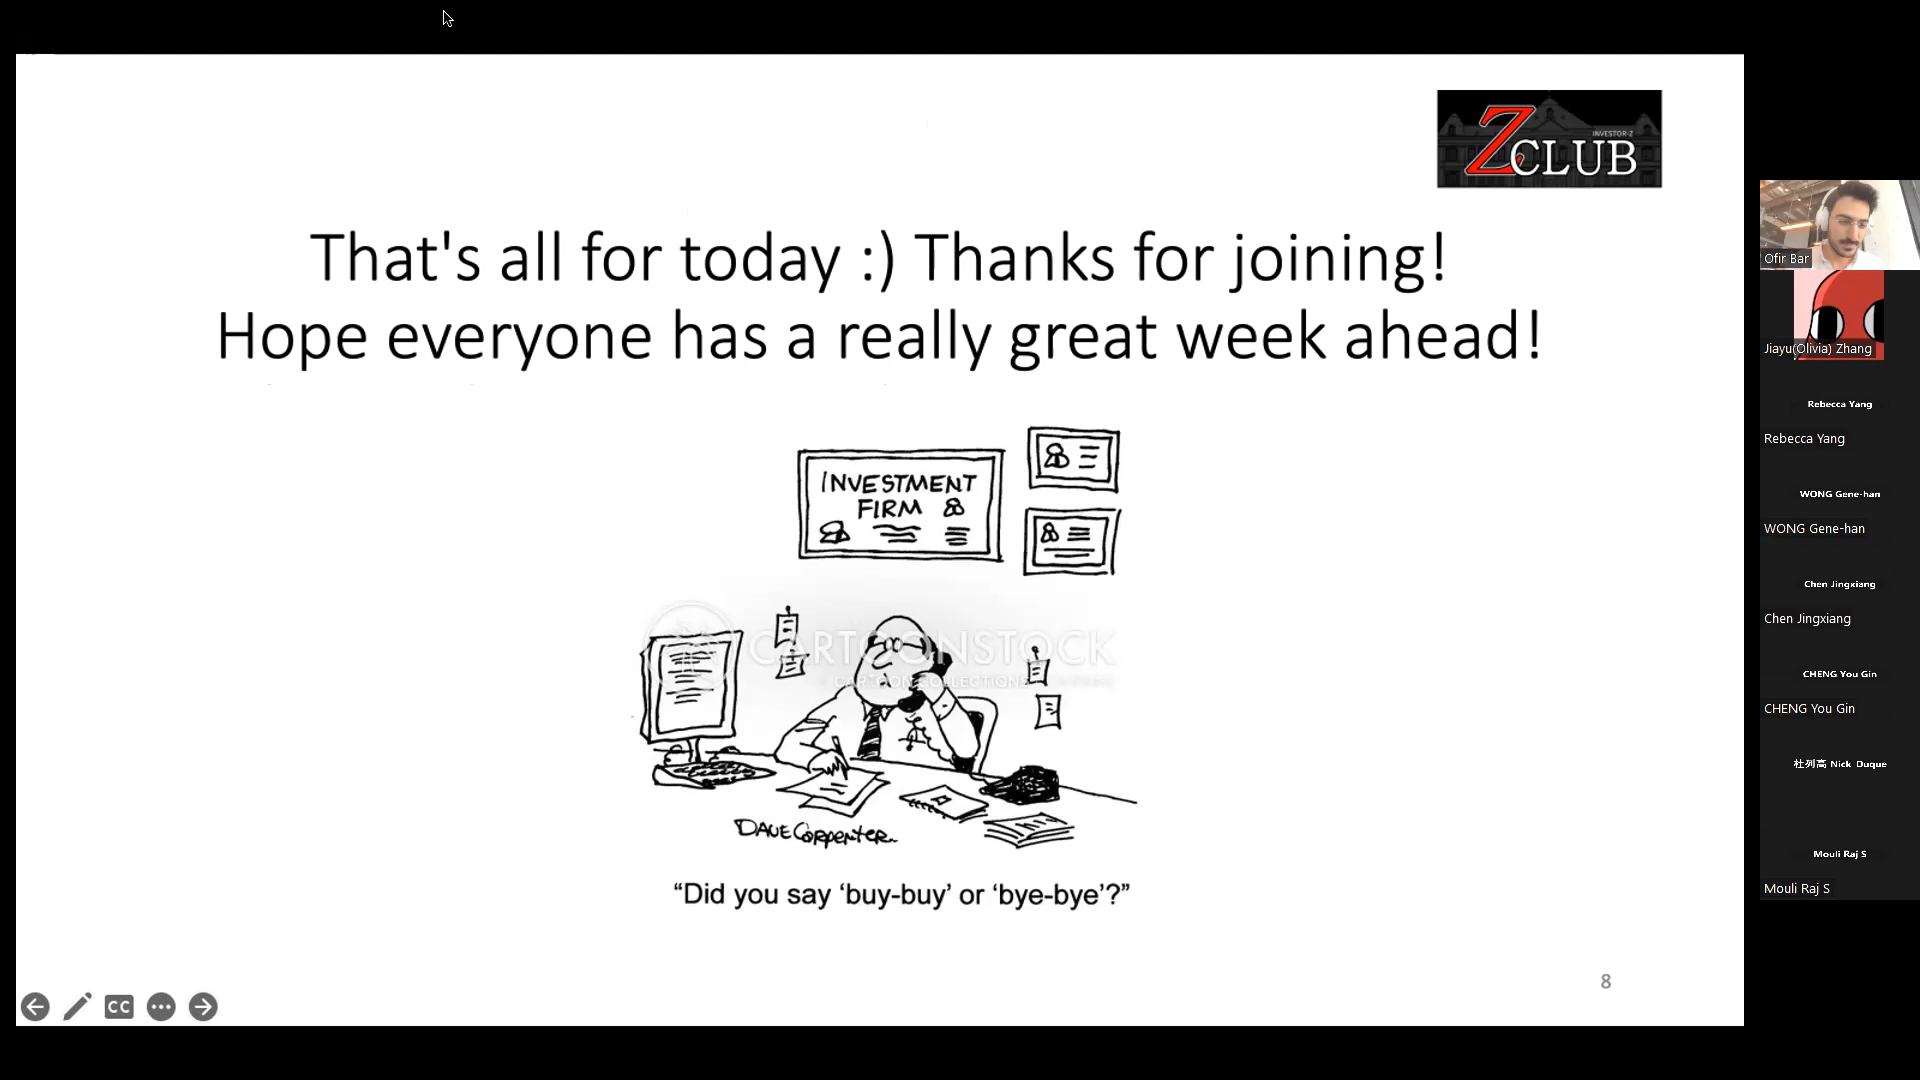 INVESTOR-Z
ZCLUB
That's all for today :) Thanks for joining!
Hope everyone has a really great week ahead!
INVESTMENT
FIRM
CARTOONSTOCK
CARTOON COLLECTIONS
DAVE CARPENTER
“Did you say ‘buy-buy’ or ‘bye-bye’?”
8
CC
Ofir Bar
Jiayu(Olivia) Zhang
Rebecca Yang
Rebecca Yang
WONG Gene-han
WONG Gene-han
Chen Jingxiang
Chen Jingxiang
CHENG You Gin
CHENG You Gin
杜列高 Nick Duque
Mouli Raj S
Mouli Raj S